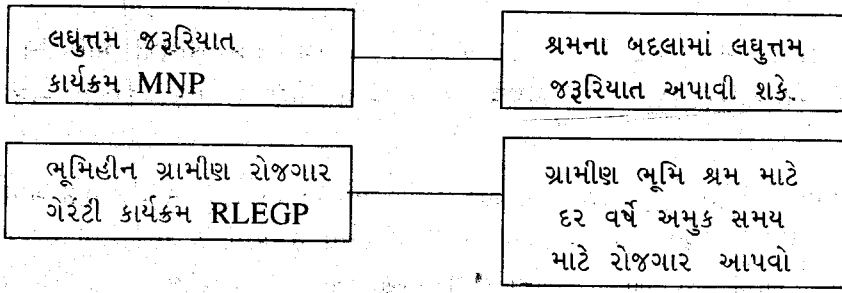 લઘુત્તમ જરૂરિયાત
કાર્યક્રમ MNP
શ્રમના બદલામાં લઘુત્તમ
જરૂરિયાત અપાવી શકે.
ભૂમિહીન ગ્રામીણ રોજગાર
ગેરંટી કાર્યક્રમ RLEGP
ગ્રામીણ ભૂમિ શ્રમ માટે
દર વર્ષે અમુક સમય
માટે રોજગાર આપવો